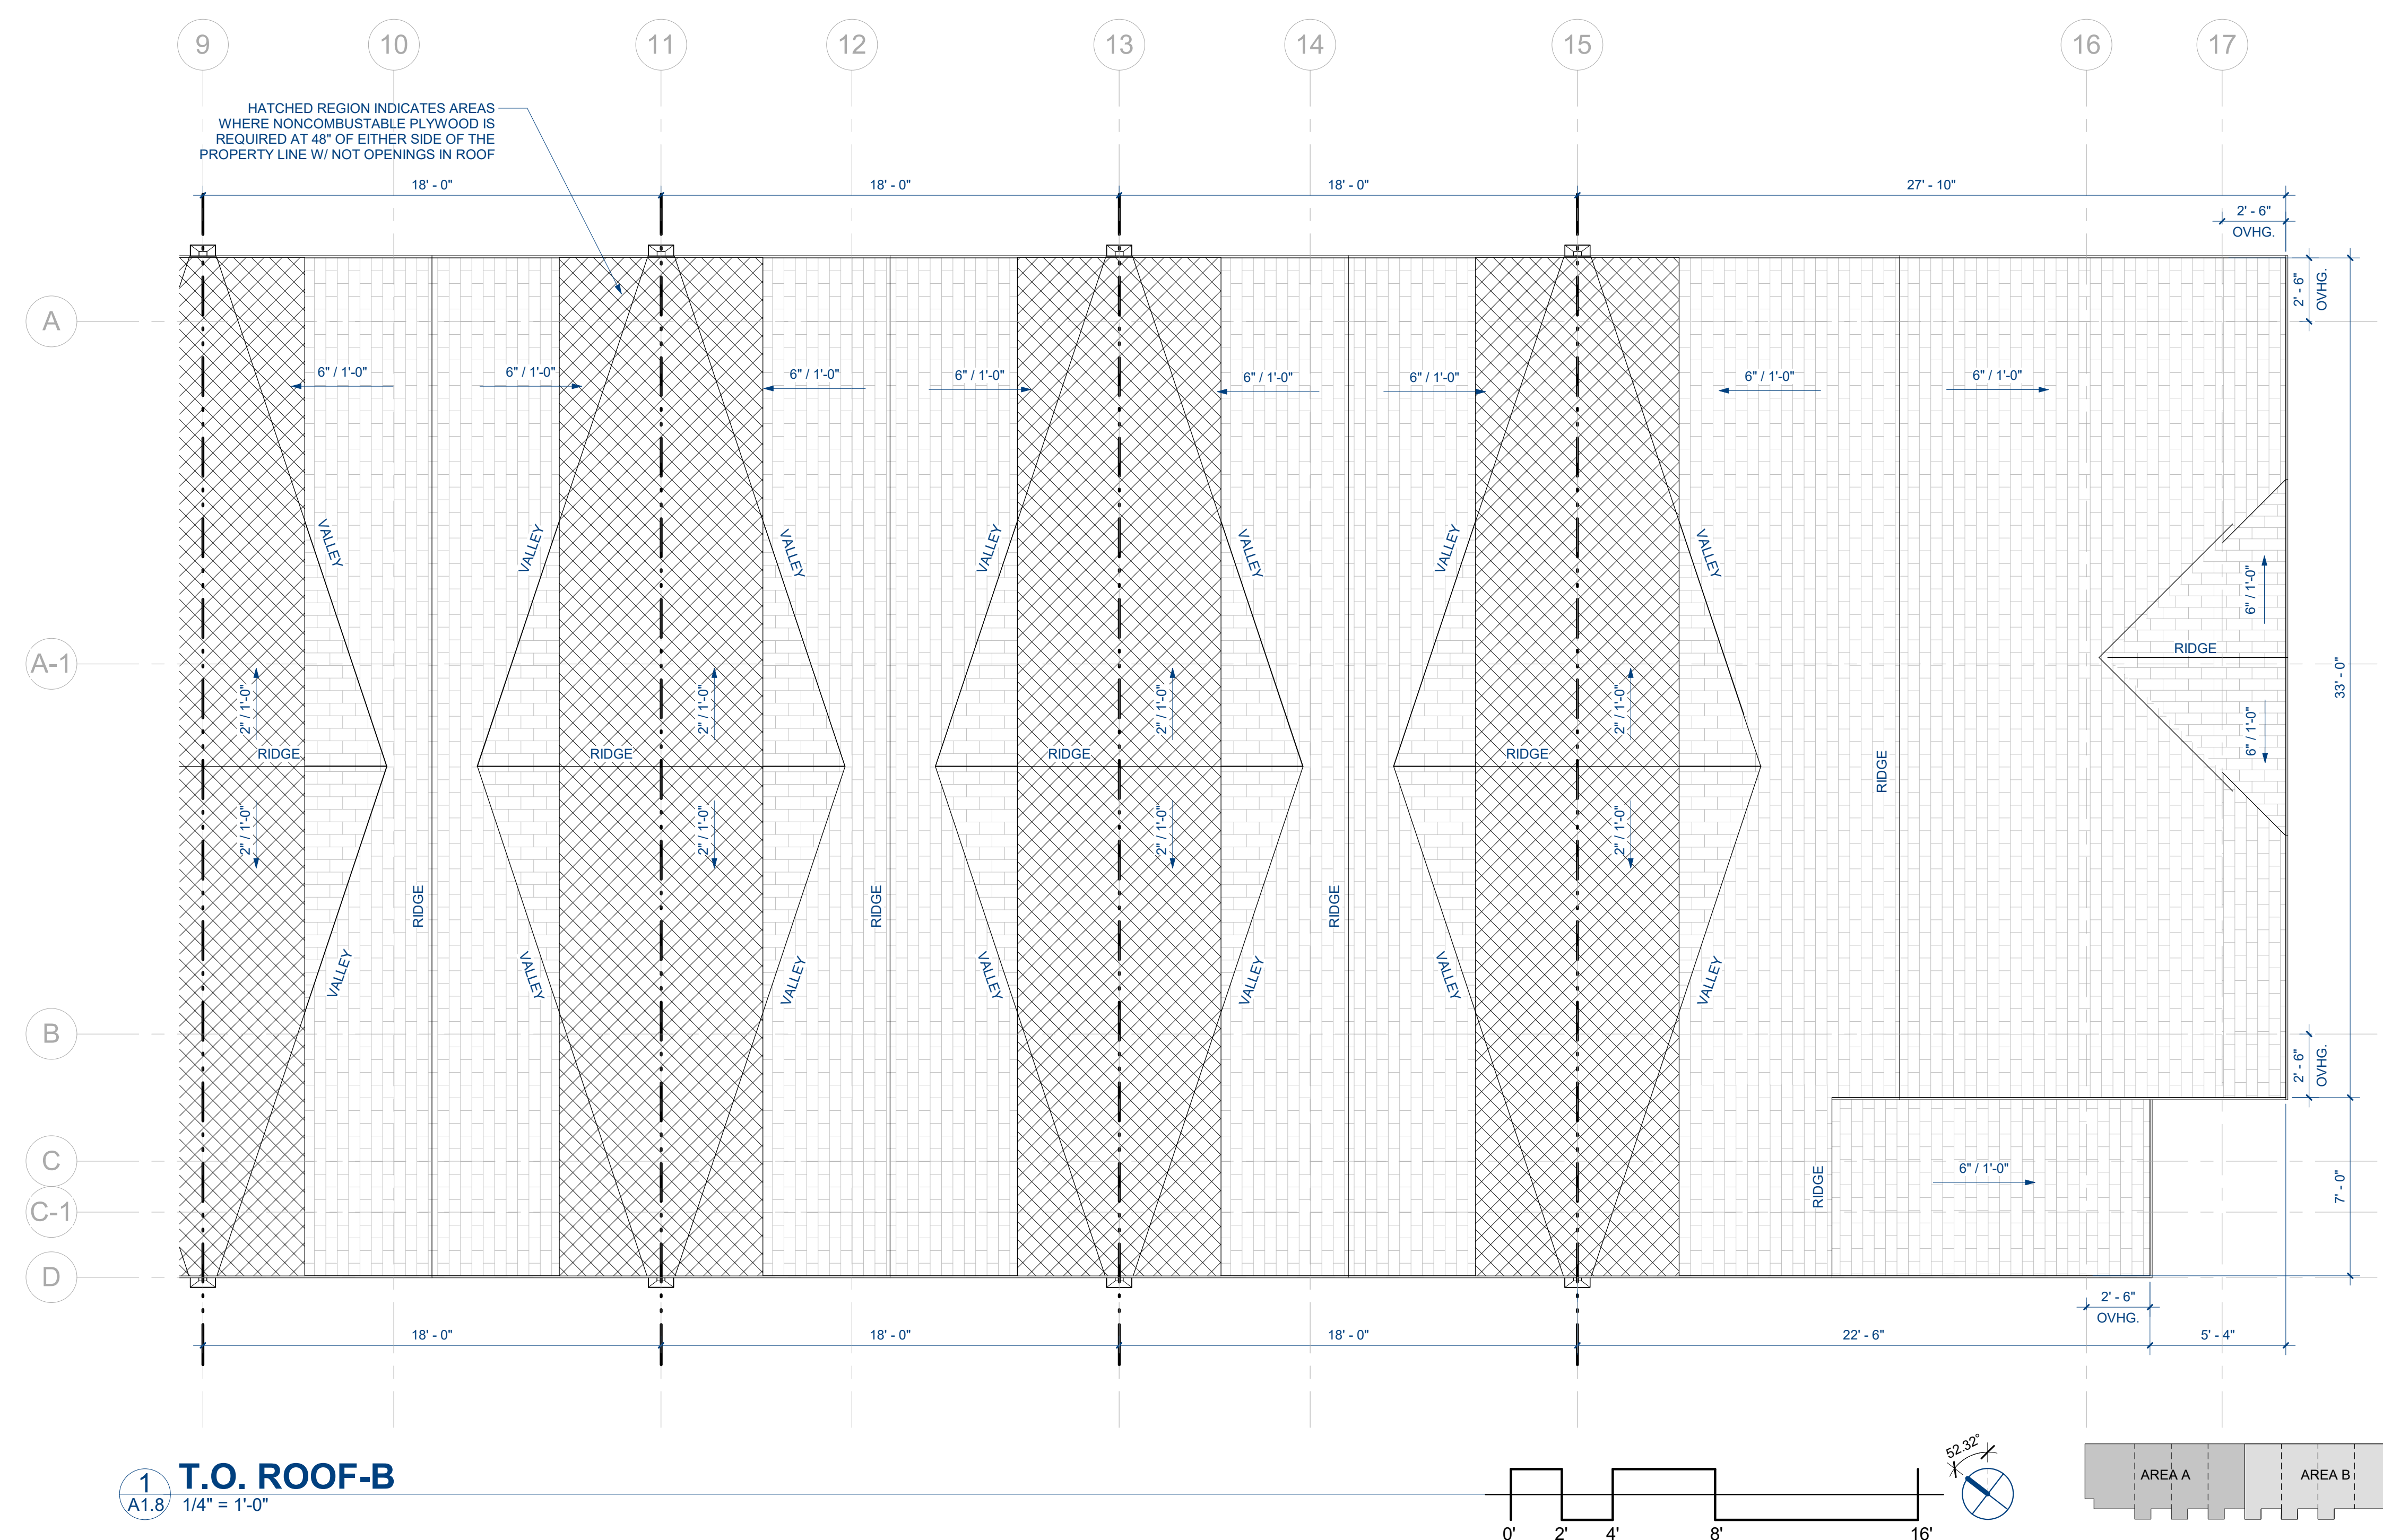 9 10 11 12 13 14 15 16 17
HATCHED REGION INDICATES AREAS
WHERE NONCOMBUSTABLE PLYWOOD IS
REQUIRED AT 48" OF EITHER SIDE OF THE
PROPERTY LINE W/ NOT OPENINGS IN ROOF
18' - 0" 18' - 0" 18' - 0" 27' - 10"
2' - 6"
OVHG.
2' - 6"
OVHG.
A
6" / 1'-0" 6" / 1'-0" 6" / 1'-0" 6" / 1'-0" 6" / 1'-0" 6" / 1'-0" 6" / 1'-0" 6" / 1'-0"
VALLEY VALLEY VALLEY VALLEY VALLEY VALLEY VALLEY
6" / 1'-0"
A-1
RIDGE
33' - 0"
2" / 1'-0" 2" / 1'-0" 2" / 1'-0" 2" / 1'-0"
6" / 1'-0"
RIDGE RIDGE RIDGE RIDGE
RIDGE
2" / 1'-0" 2" / 1'-0" 2" / 1'-0" 2" / 1'-0"
RIDGE RIDGE RIDGE
VALLEY VALLEY VALLEY VALLEY VALLEY VALLEY VALLEY
B
2' - 6"
OVHG.
C
6" / 1'-0"
RIDGE
7' - 0"
C-1
D
2' - 6"
OVHG.
18' - 0" 18' - 0" 18' - 0" 22' - 6" 5' - 4"
1
A1.8
T.O. ROOF-B
1/4" = 1'-0"
0' 2' 4' 8' 16'
52.32°
AREA A AREA B